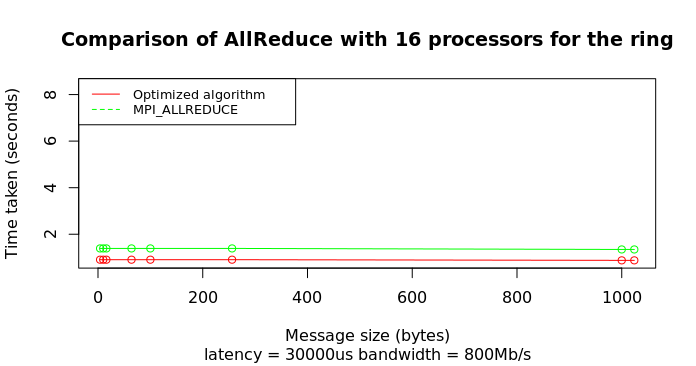 Comparison of AllReduce with 16 processors for the ring
Time taken (seconds)
8
6
4
2
Optimized algorithm
MPI_ALLREDUCE
0 200 400 600 800 1000
Message size (bytes)
latency = 30000us bandwidth = 800Mb/s